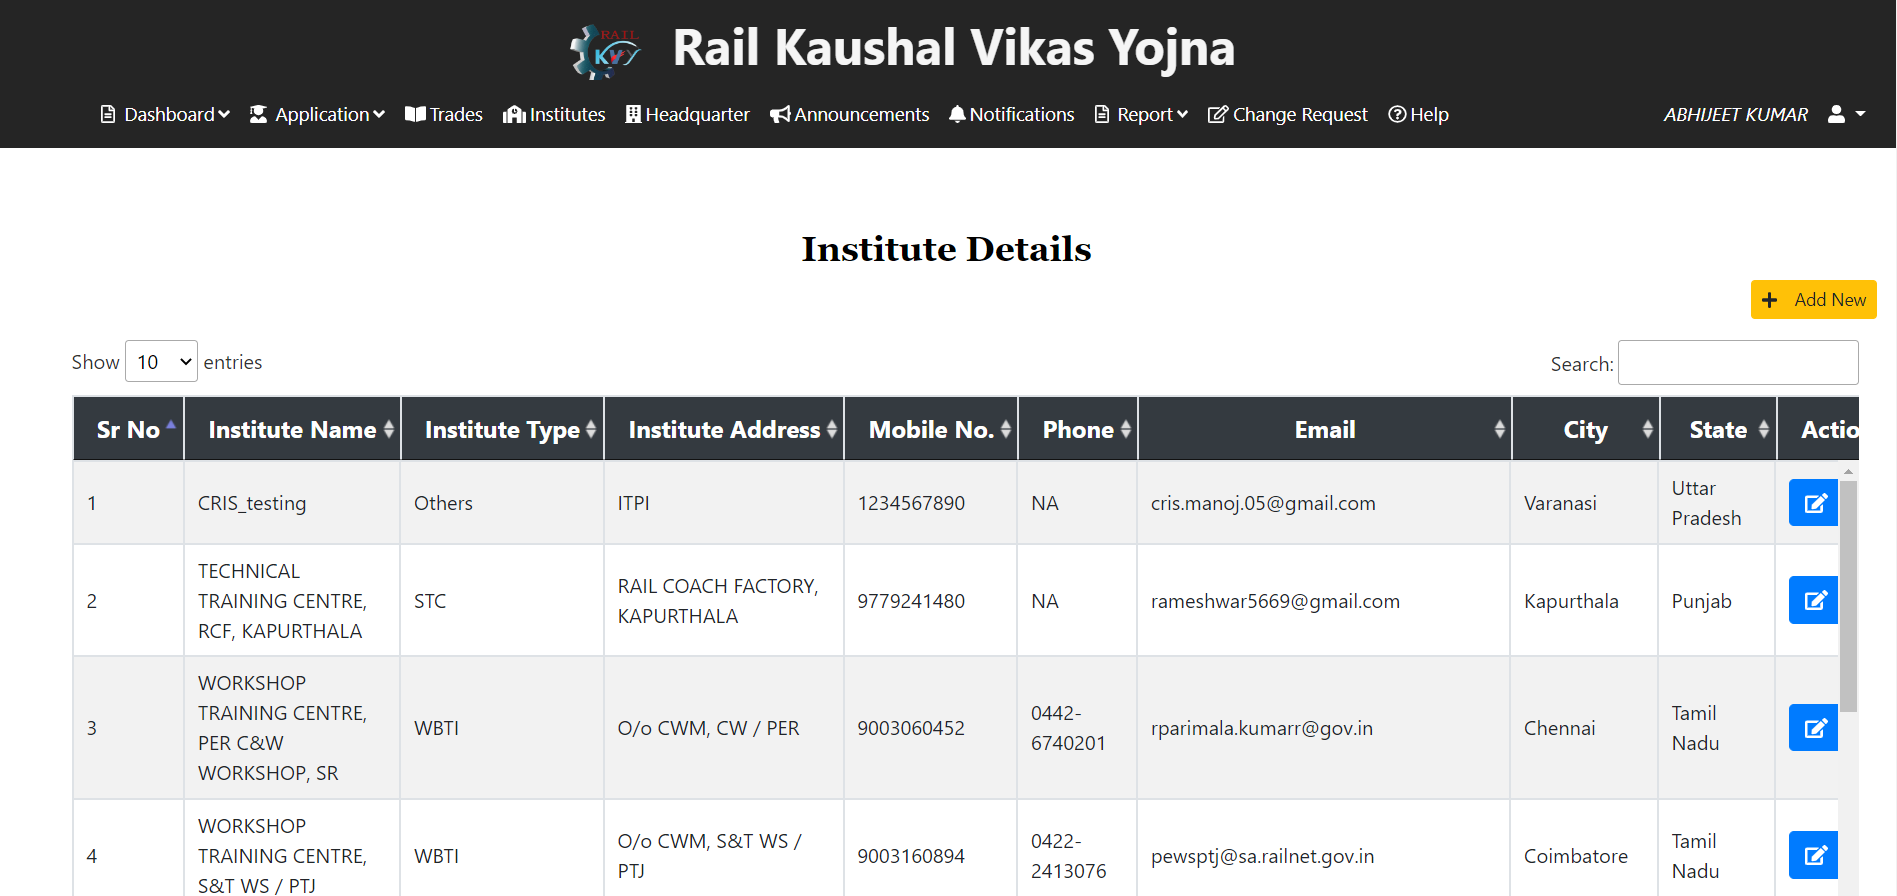 RAIL
KVY
Rail Kaushal Vikas Yojna
Dashboard Application Trades Institutes Headquarter Announcements Notifications Report Change Request Help ABHIJEET KUMAR
Institute Details
+ Add New
Show 10 entries
Search:
Sr No Institute Name Institute Type Institute Address Mobile No. Phone Email City State Actio
1 CRIS_testing Others ITPI 1234567890 NA cris.manoj.05@gmail.com Varanasi Uttar
Pradesh
2 TECHNICAL
TRAINING CENTRE,
RCF, KAPURTHALA
STC
RAIL COACH FACTORY,
KAPURTHALA
9779241480 NA rameshwar5669@gmail.com Kapurthala Punjab
3 WORKSHOP
TRAINING CENTRE,
PER C&W
WORKSHOP, SR
WBTI
O/o CWM, CW / PER
9003060452
0442-
6740201
rparimala.kumarr@gov.in Chennai
Tamil
Nadu
4 WORKSHOP
TRAINING CENTRE,
S&T WS / PTJ
WBTI
O/o CWM, S&T WS /
PTJ
9003160894
0422-
2413076
pewsptj@sa.railnet.gov.in Coimbatore
Tamil
Nadu